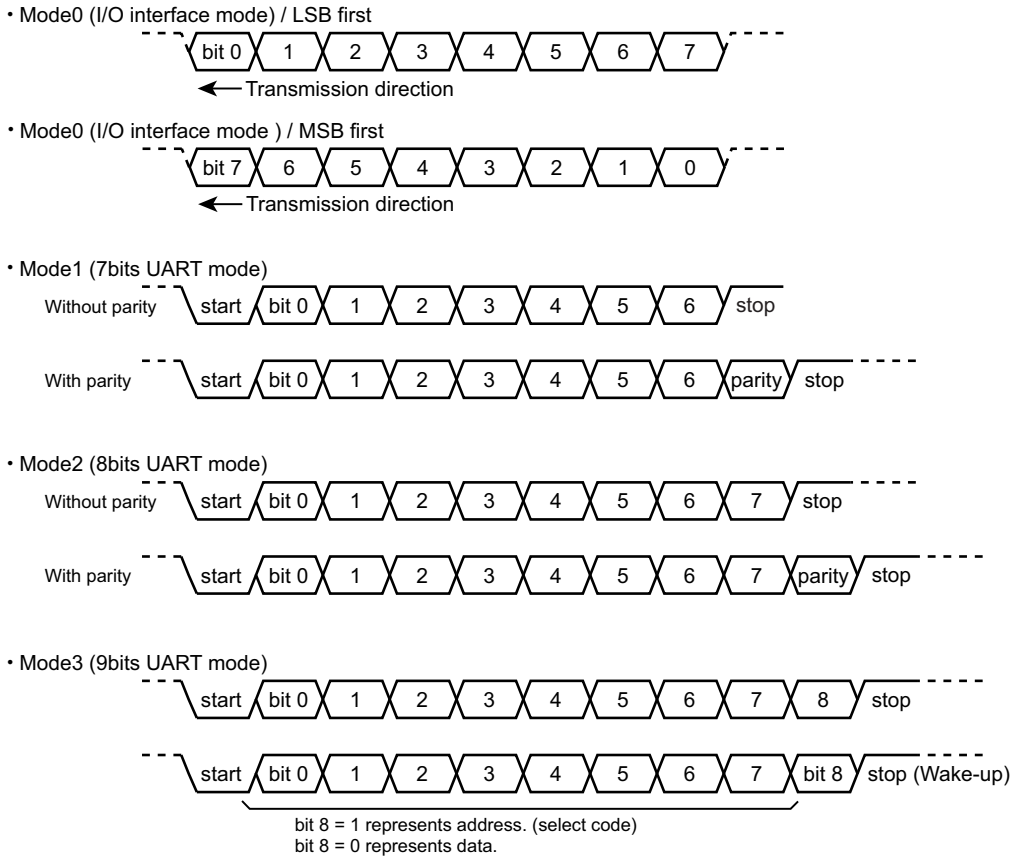 ・Mode0 (I/O interface mode) / LSB first
bit 0 1 2 3 4 5 6 7
Transmission direction
・Mode0 (I/O interface mode ) / MSB first
bit 7 6 5 4 3 2 1 0
Transmission direction
・Mode1 (7bits UART mode)
Without parity start bit 0 1 2 3 4 5 6 stop
With parity start bit 0 1 2 3 4 5 6 parity stop
・Mode2 (8bits UART mode)
Without parity start bit 0 1 2 3 4 5 6 7 stop
With parity start bit 0 1 2 3 4 5 6 7 parity stop
・Mode3 (9bits UART mode)
start bit 0 1 2 3 4 5 6 7 8 stop
start bit 0 1 2 3 4 5 6 7 bit 8 stop (Wake-up)
bit 8 = 1 represents address. (select code)
bit 8 = 0 represents data.